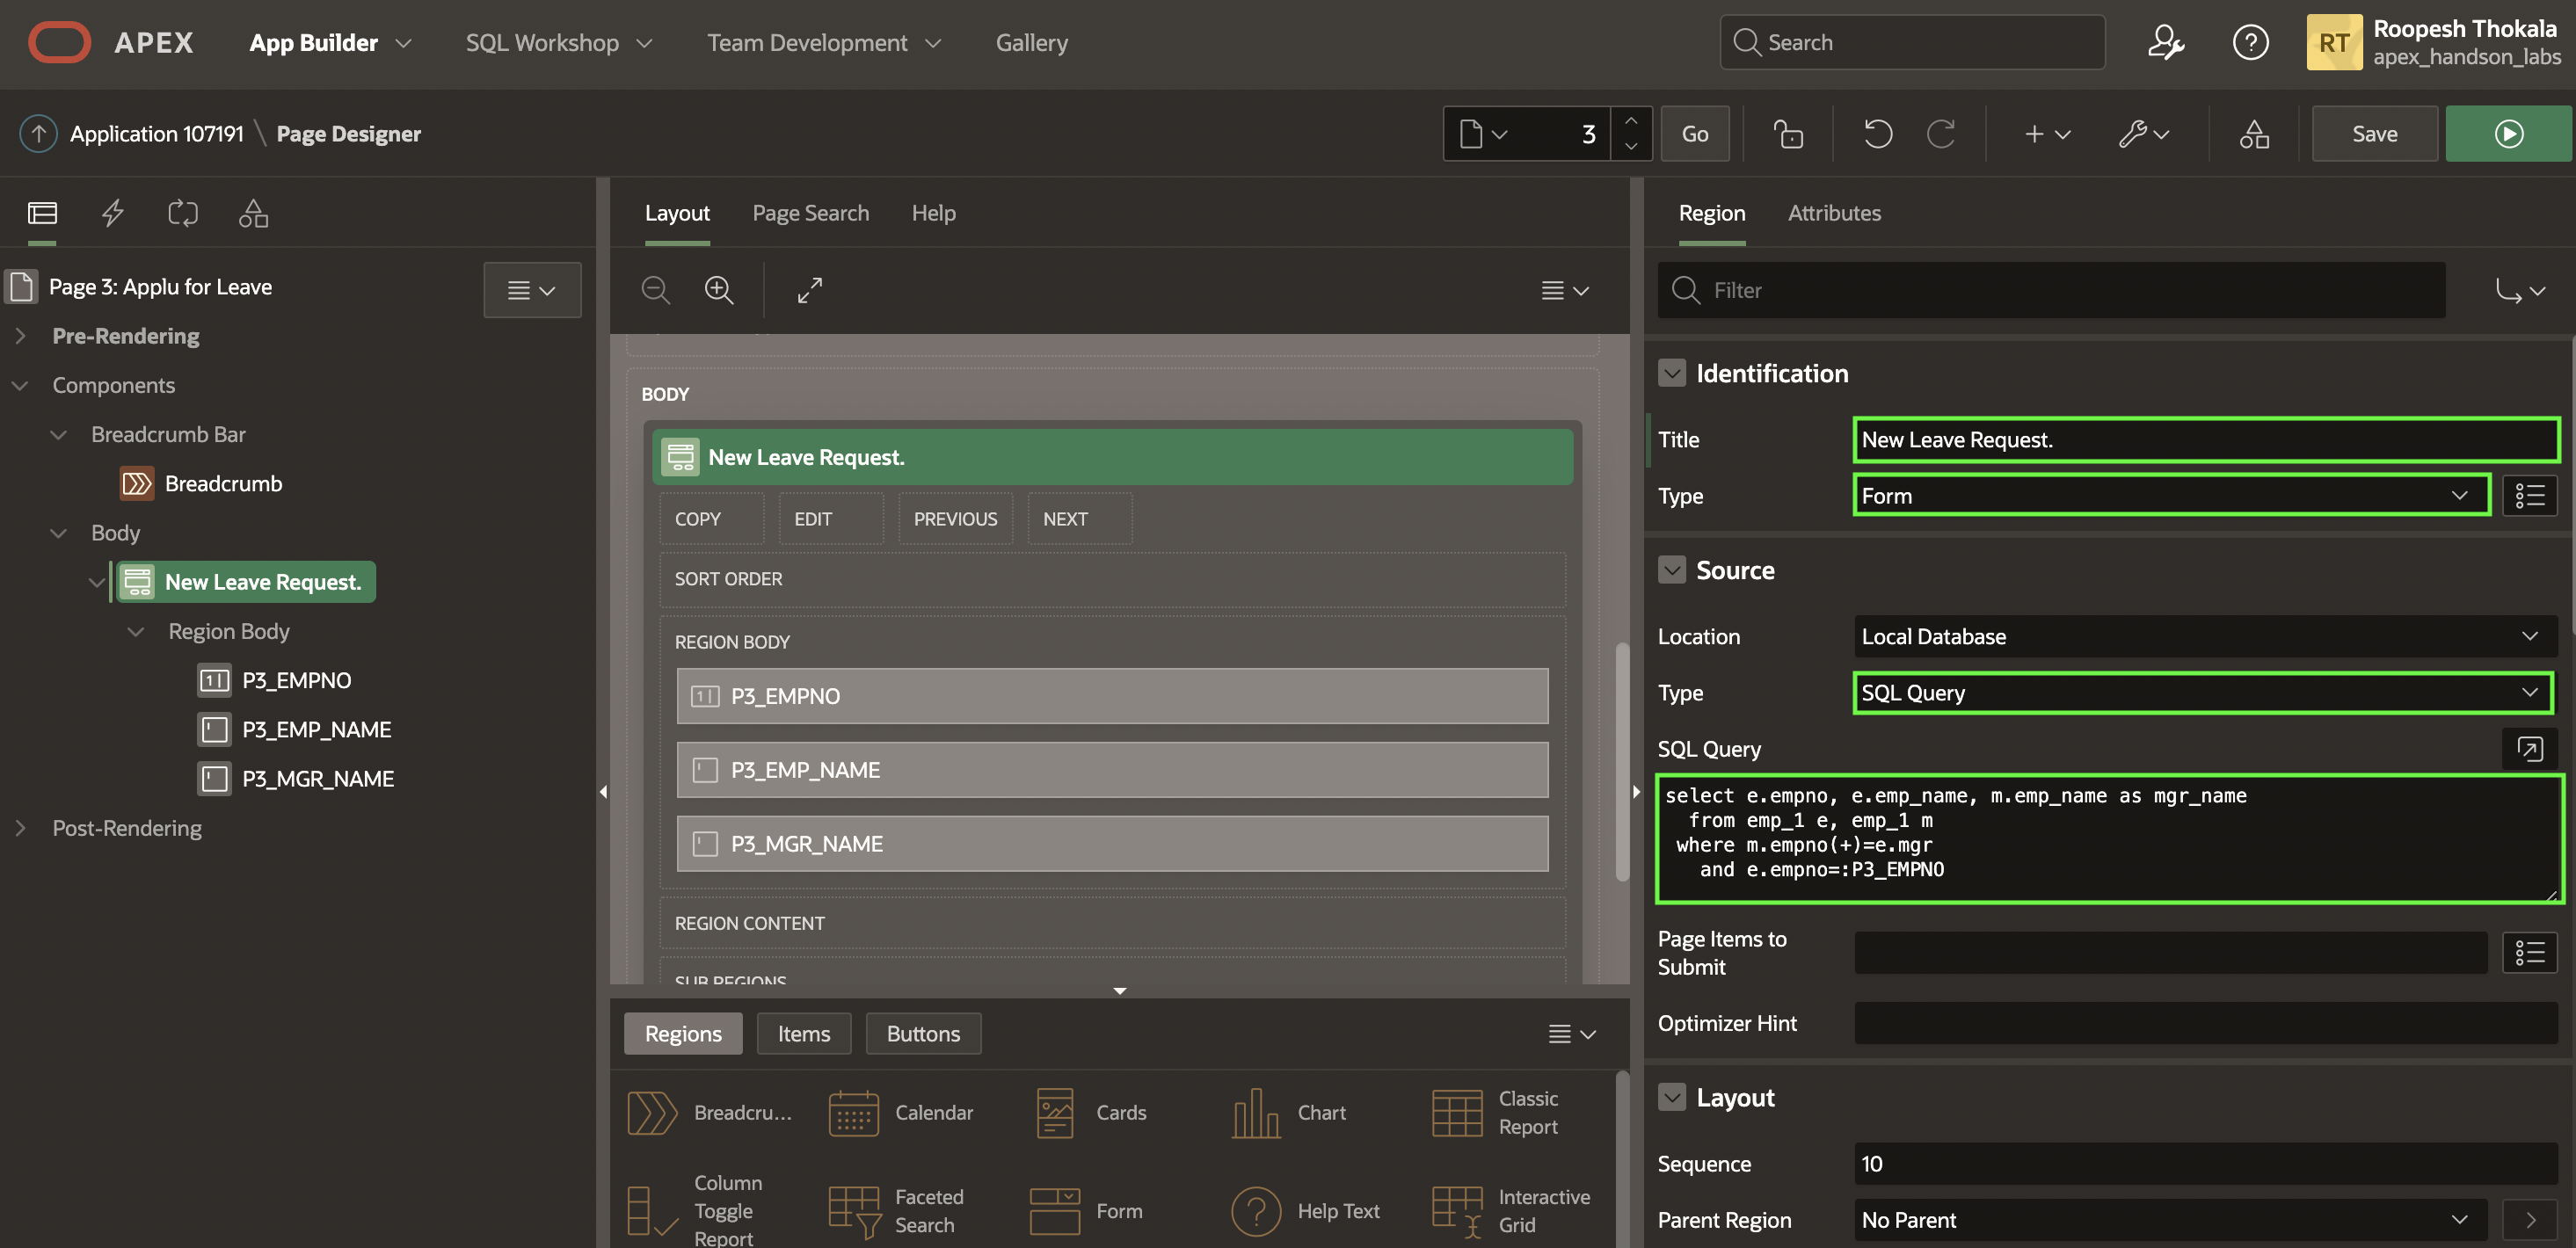 APEX
App Builder
SQL Workshop
Team Development
Gallery
Search
RT
Roopesh Thokala
apex_handson_labs
Application 107191 \ Page Designer
3
Go
Save
Page 3: Applu for Leave
Pre-Rendering
Components
Breadcrumb Bar
Breadcrumb
Body
New Leave Request.
Region Body
P3_EMPNO
P3_EMP_NAME
P3_MGR_NAME
Post-Rendering
Layout
Page Search
Help
BODY
New Leave Request.
COPY
EDIT
PREVIOUS
NEXT
SORT ORDER
REGION BODY
P3_EMPNO
P3_EMP_NAME
P3_MGR_NAME
REGION CONTENT
SUB REGIONS
Regions
Items
Buttons
Breadcru...
Calendar
Cards
Chart
Classic
Report
Column
Toggle
Report
Faceted
Search
Form
Help Text
Interactive
Grid
Region
Attributes
Filter
Identification
Title
New Leave Request.
Type
Form
Source
Location
Local Database
Type
SQL Query
SQL Query
select e.empno, e.emp_name, m.emp_name as mgr_name
from emp_1 e, emp_1 m
where m.empno(+)=e.mgr
and e.empno=:P3_EMPNO
Page Items to
Submit
Optimizer Hint
Layout
Sequence
10
Parent Region
No Parent